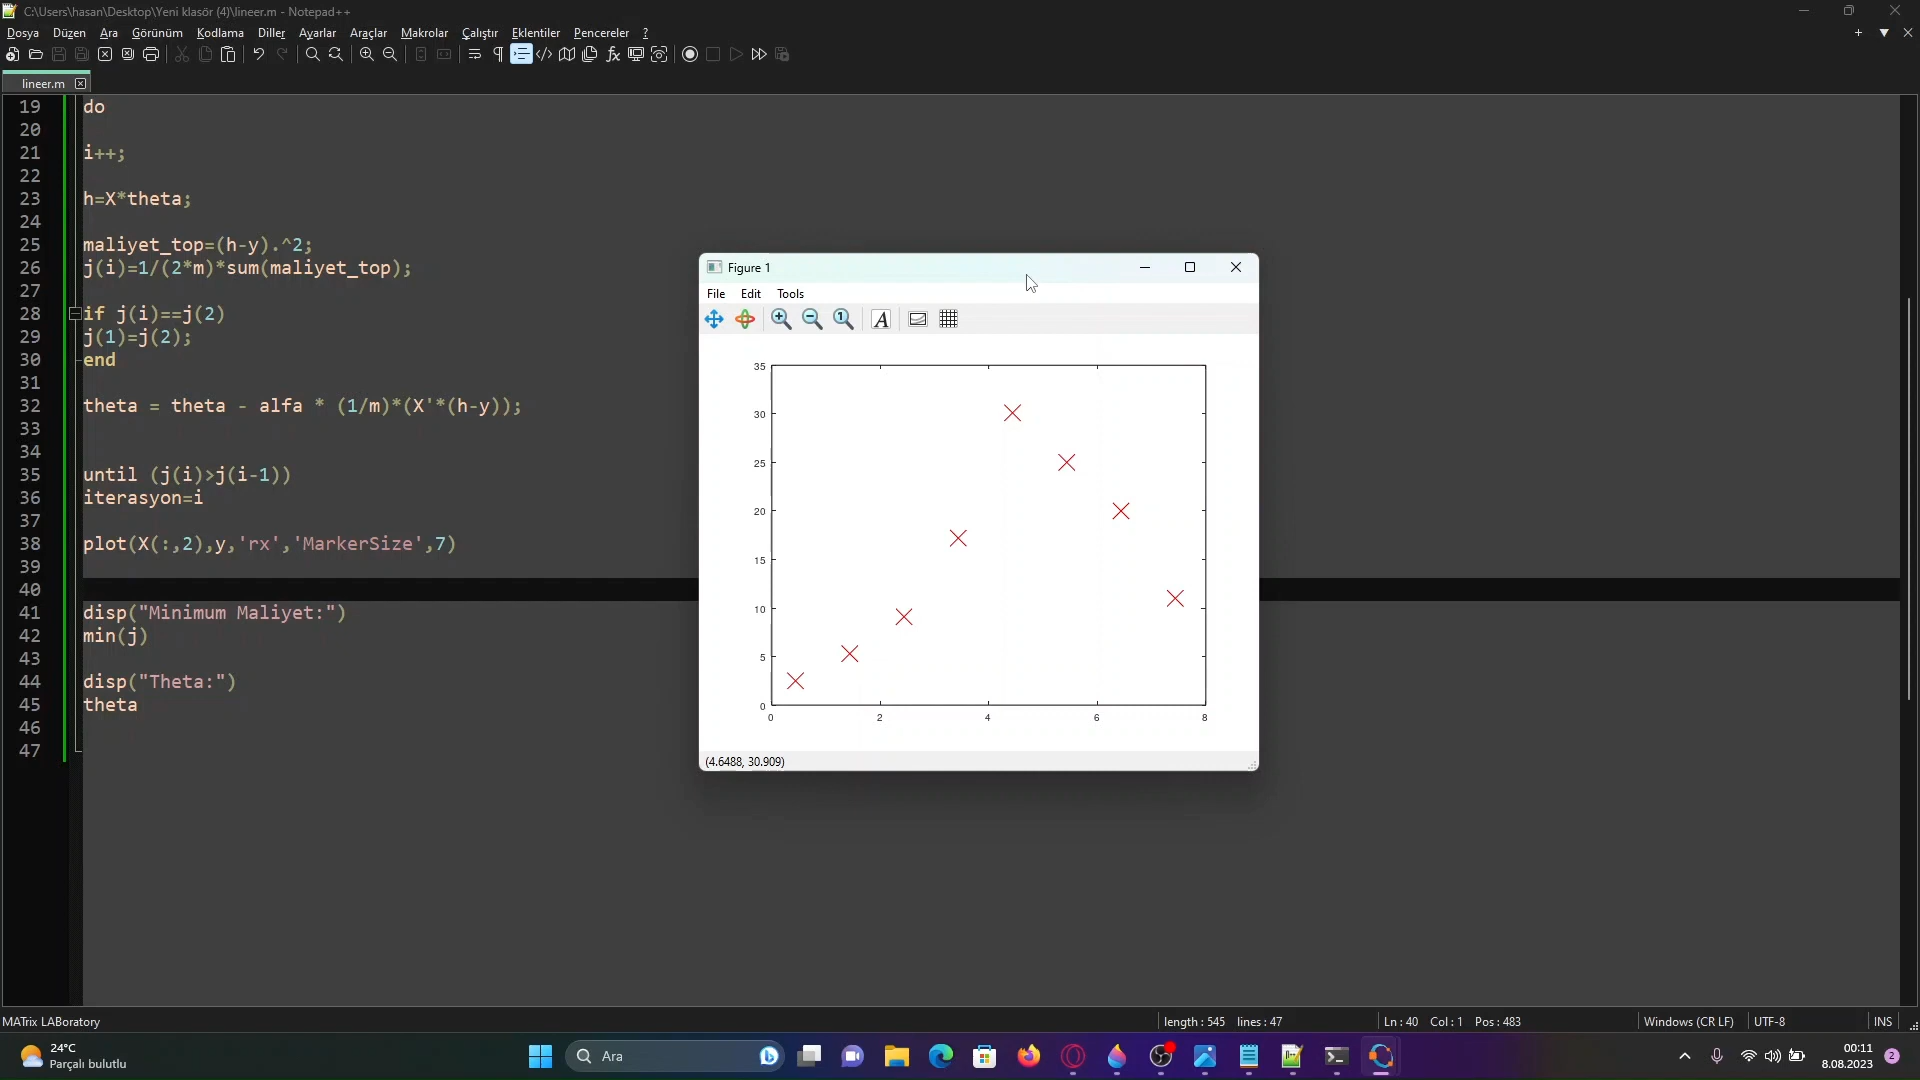 C:\Users\hasan\Desktop\Yeni klasör (4)\lineer.m - Notepad++
Dosya Düzen Ara Görünüm Kodlama Diller Ayarlar Araçlar Makrolar Çalıştır Eklentiler Pencereler ?
lineer.m
19 do
20
21 i++;
22
23 h=X*theta;
24
25 maliyet_top=(h-y).^2;
26 j(i)=1/(2*m)*sum(maliyet_top);
27
28 if j(i)==j(2)
29 j(1)=j(2);
30 end
31
32 theta = theta - alfa * (1/m)*(X'*(h-y));
33
34
35 until (j(i)>j(i-1))
36 iterasyon=i
37
38 plot(X(:,2),y,'rx','MarkerSize',7)
39
40
41 disp("Minimum Maliyet:")
42 min(j)
43
44 disp("Theta:")
45 theta
46
47
Figure 1
File Edit Tools
A
35
30
25
20
15
10
5
0
0 2 4 6 8
(4.6488, 30.909)
MATrix LABoratory length : 545 lines : 47 Ln : 40 Col : 1 Pos : 483 Windows (CR LF) UTF-8 INS
24°C
Parçalı bulutlu
Ara
00:11
8.08.2023
2